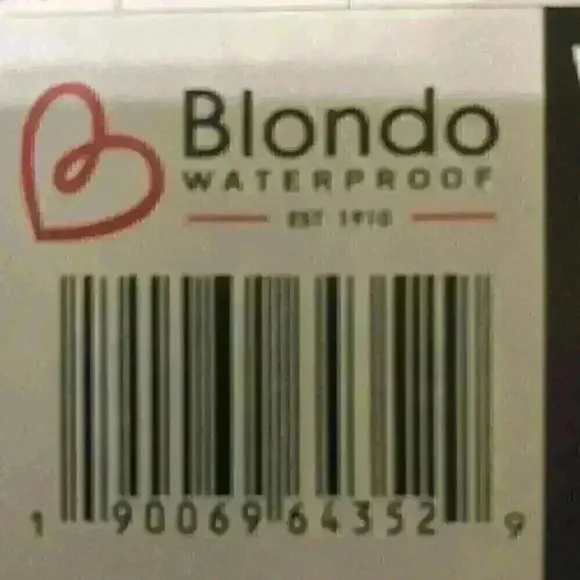 Blondo
WATERPROOF
EST 1910
1 90069 64352 9